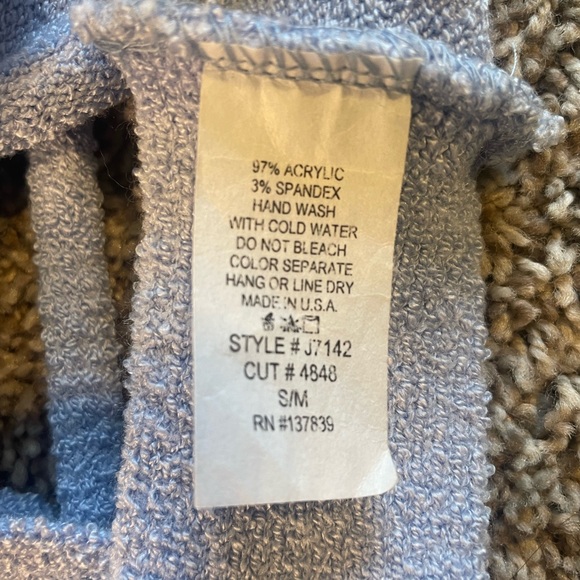 97% ACRYLIC
3% SPANDEX
HAND WASH
WITH COLD WATER
DO NOT BLEACH
COLOR SEPARATE
HANG OR LINE DRY
MADE IN U.S.A.
STYLE # J7142
CUT # 4848
S/M
RN #137839